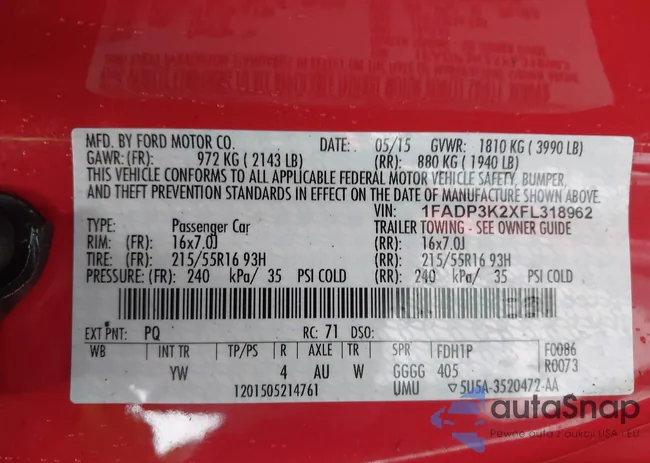 MFD. BY FORD MOTOR CO. DATE: 05/15 GVWR: 1810 KG ( 3990 LB)
GAWR: (FR): 972 KG ( 2143 LB) (RR): 880 KG ( 1940 LB)
THIS VEHICLE CONFORMS TO ALL APPLICABLE FEDERAL MOTOR VEHICLE SAFETY, BUMPER,
AND THEFT PREVENTION STANDARDS IN EFFECT ON THE DATE OF MANUFACTURE SHOWN ABOVE.
VIN: 1FADP3K2XFL318962
TYPE: Passenger Car TRAILER TOWING - SEE OWNER GUIDE
RIM: (FR): 16x7.0J (RR): 16x7.0J
TIRE: (FR): 215/55R16 93H (RR): 215/55R16 93H
PRESSURE: (FR): 240 kPa/ 35 PSI COLD (RR): 240 kPa/ 35 PSI COLD
EXT PNT: PQ RC: 71 DSO:
WB INT TR TP/PS R AXLE TR SPR FDH1P F0086
YW 4 AU W GGGG 405 R0073
1201505214761 UMU 5U5A-3520472-AA
autoSnap
Pewne auta z aukcji USA i EU